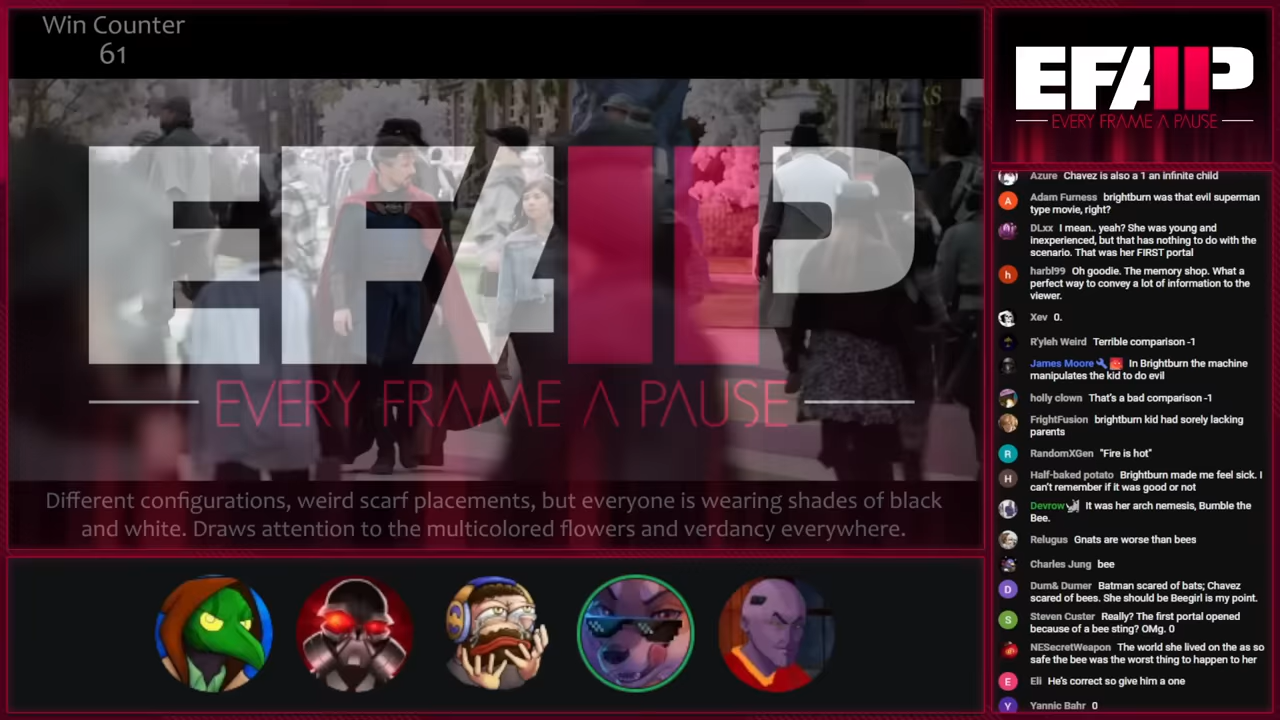 Win Counter
61
EFAP
EVERY FRAME A PAUSE
Different configurations, weird scarf placements, but everyone is wearing shades of black
and white. Draws attention to the multicolored flowers and verdancy everywhere.
EFAP
EVERY FRAME A PAUSE
Azure Chavez is also a 1 an infinite child
A
Adam Furness brightburn was that evil superman
type movie, right?
DLxx I mean.. yeah? She was young and
inexperienced, but that has nothing to do with the
scenario. That was her FIRST portal
h
harbl99 Oh goodie. The memory shop. What a
perfect way to convey a lot of information to the
viewer.
Xev 0.
R'yleh Weird Terrible comparison -1
James Moore In Brightburn the machine
manipulates the kid to do evil
holly clown That's a bad comparison -1
FrightFusion brightburn kid had sorely lacking
parents
R
RandomXGen "Fire is hot"
H
Half-baked potato Brightburn made me feel sick. I
can't remember if it was good or not
Devrow It was her arch nemesis, Bumble the
Bee.
Relugus Gnats are worse than bees
Charles Jung bee
D
Dum& Dumer Batman scared of bats; Chavez
scared of bees. She should be Beegirl is my point.
S
Steven Custer Really? The first portal opened
because of a bee sting? OMg. 0
NESecretWeapon The world she lived on the as so
safe the bee was the worst thing to happen to her
E
Eli He's correct so give him a one
Y
Yannic Bahr 0